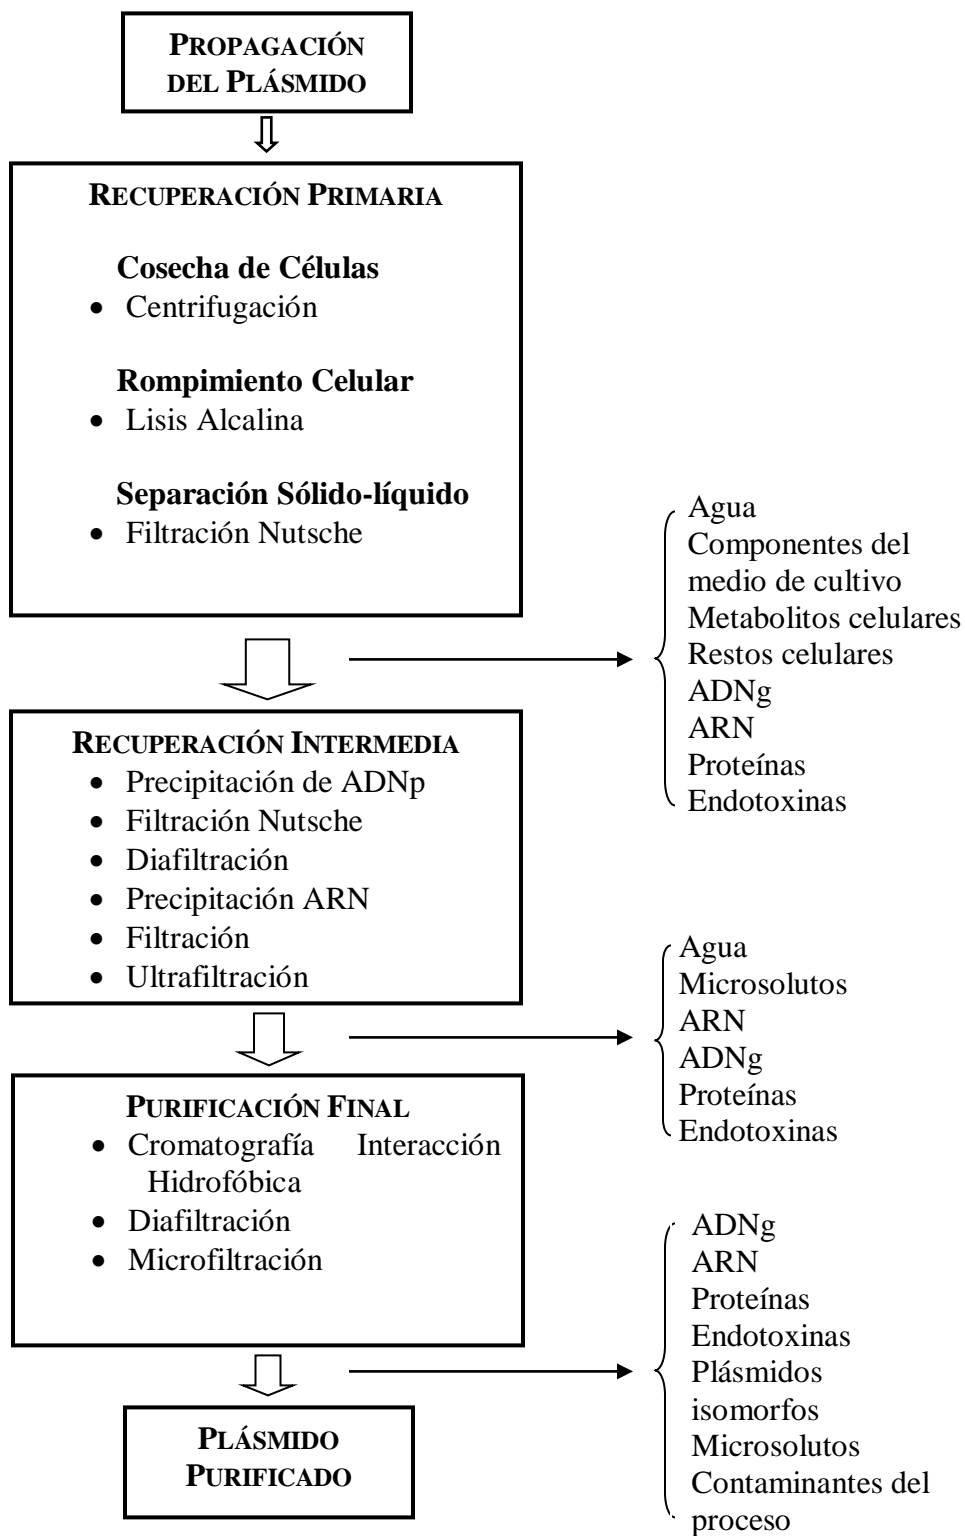 PROPAGACIÓN
DEL PLÁSMIDO
RECUPERACIÓN PRIMARIA
Cosecha de Células
• Centrifugación
Rompimiento Celular
• Lisis Alcalina
Separación Sólido-líquido
• Filtración Nutsche
Agua
Componentes del
medio de cultivo
Metabolitos celulares
Restos celulares
ADNg
ARN
Proteínas
Endotoxinas
RECUPERACIÓN INTERMEDIA
• Precipitación de ADNp
• Filtración Nutsche
• Diafiltración
• Precipitación ARN
• Filtración
• Ultrafiltración
Agua
Microsolutos
ARN
ADNg
Proteínas
Endotoxinas
PURIFICACIÓN FINAL
• Cromatografía Interacción
Hidrofóbica
• Diafiltración
• Microfiltración
ADNg
ARN
Proteínas
Endotoxinas
Plásmidos
isomorfos
Microsolutos
Contaminantes del
proceso
PLÁSMIDO
PURIFICADO